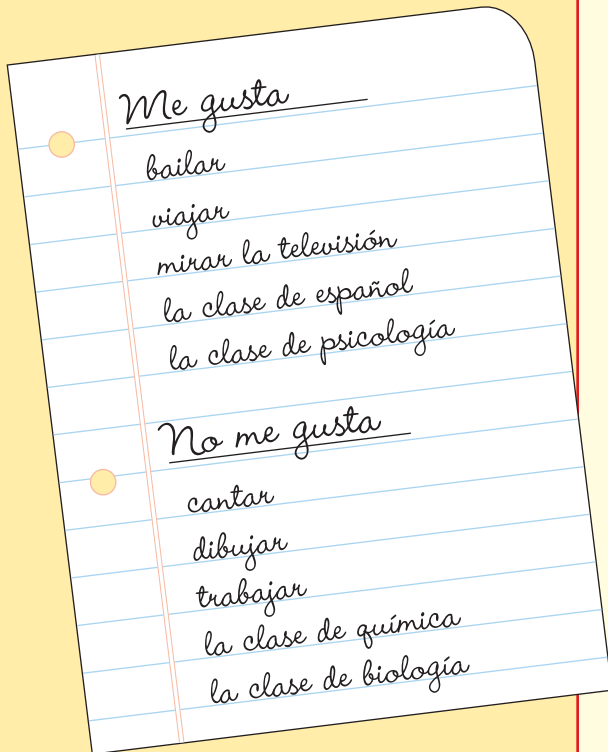 Me gusta
bailar
viajar
mirar la televisión
la clase de español
la clase de psicología
No me gusta
cantar
dibujar
trabajar
la clase de química
la clase de biología